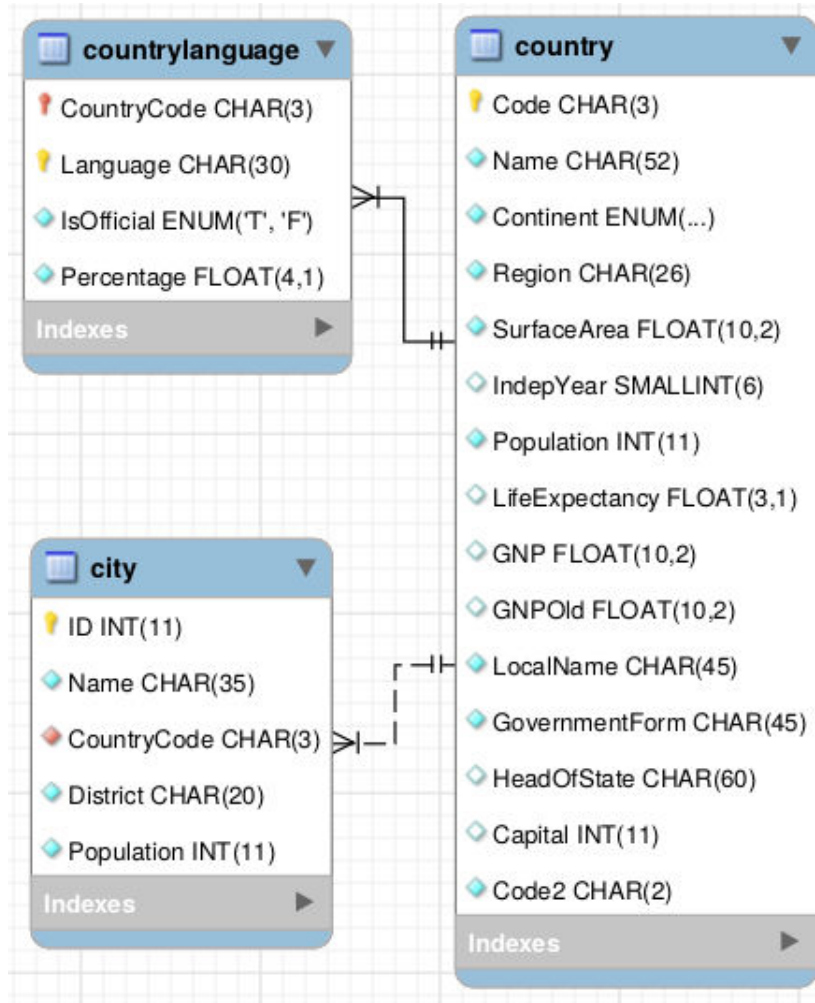 countrylanguage
CountryCode CHAR(3)
Language CHAR(30)
IsOfficial ENUM('T', 'F')
Percentage FLOAT(4,1)
Indexes
country
Code CHAR(3)
Name CHAR(52)
Continent ENUM(...)
Region CHAR(26)
SurfaceArea FLOAT(10,2)
IndepYear SMALLINT(6)
Population INT(11)
LifeExpectancy FLOAT(3,1)
GNP FLOAT(10,2)
GNPOld FLOAT(10,2)
LocalName CHAR(45)
GovernmentForm CHAR(45)
HeadOfState CHAR(60)
Capital INT(11)
Code2 CHAR(2)
Indexes
city
ID INT(11)
Name CHAR(35)
CountryCode CHAR(3)
District CHAR(20)
Population INT(11)
Indexes